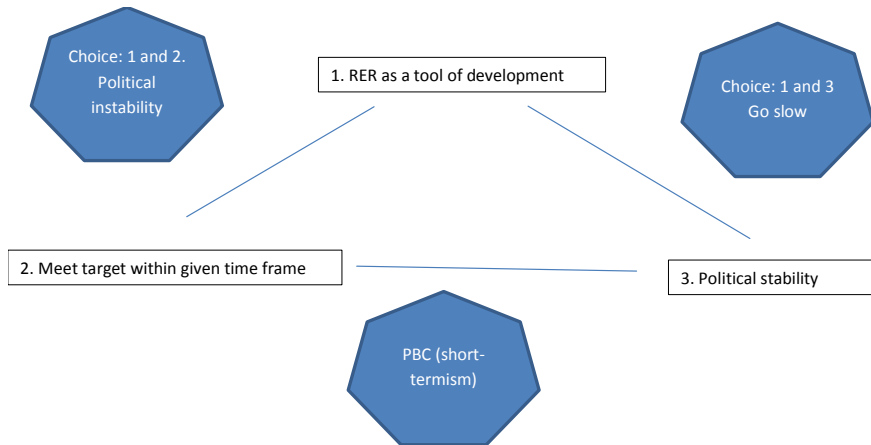 Choice: 1 and 2.
Political
instability
1. RER as a tool of development
Choice: 1 and 3
Go slow
2. Meet target within given time frame
3. Political stability
PBC (short-
termism)